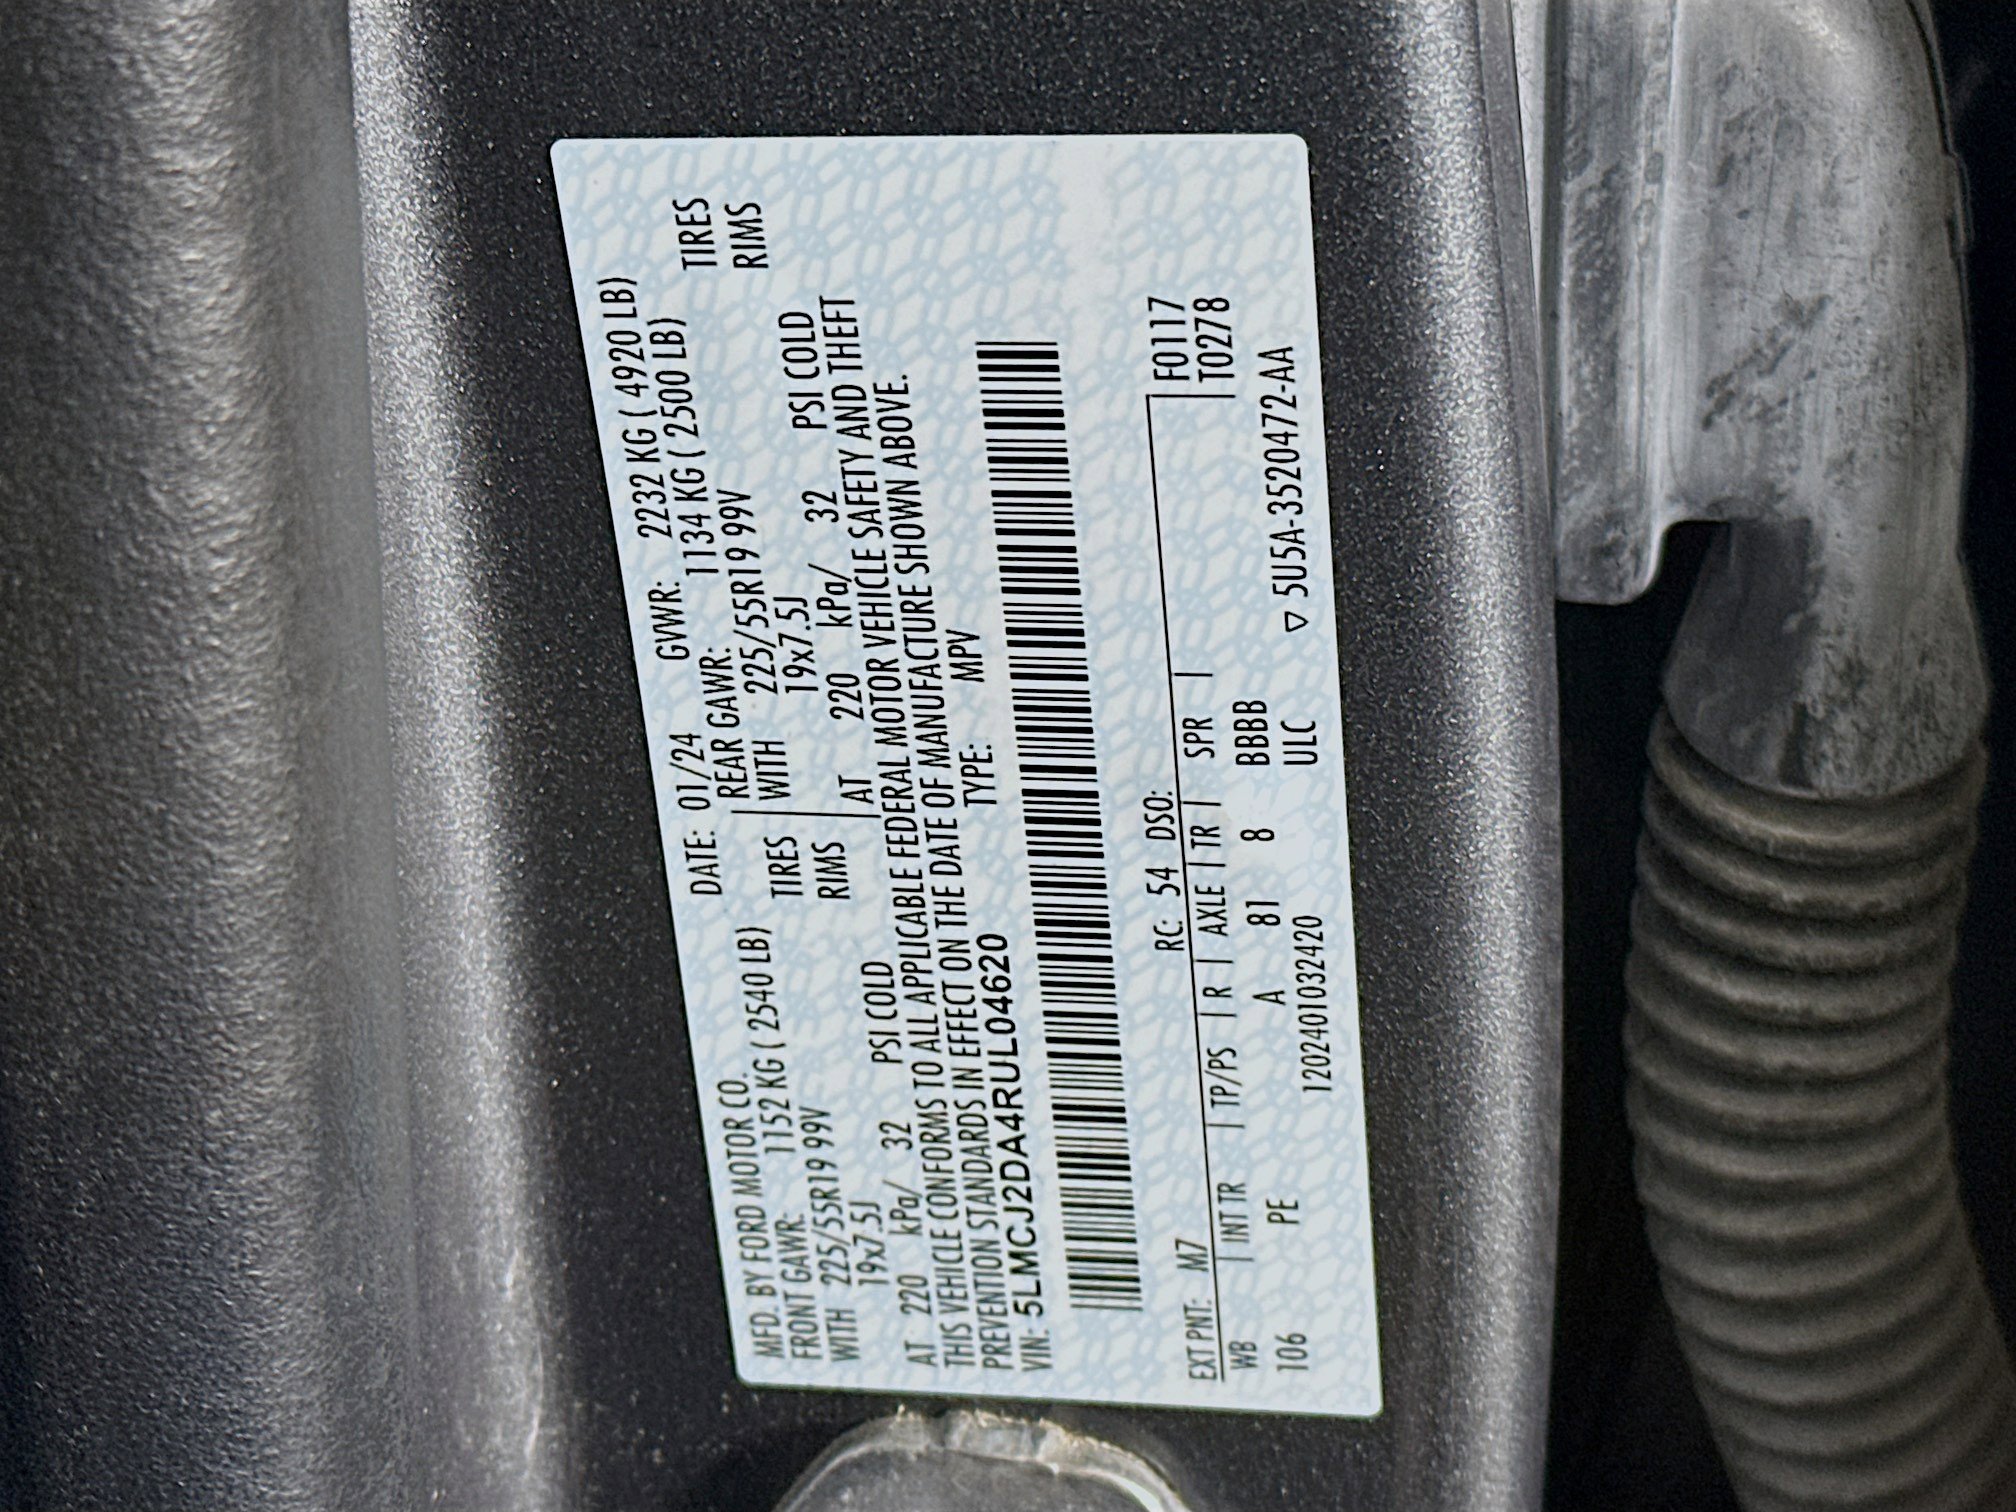 MFD. BY FORD MOTOR CO. DATE: 01/24 GVWR: 2232 KG ( 4920 LB)
FRONT GAWR: 1152 KG ( 2540 LB) REAR GAWR: 1134 KG ( 2500 LB)
WITH 225/55R19 99V TIRES WITH 225/55R19 99V TIRES
19x7.5J RIMS 19x7.5J RIMS
AT 220 kPa/ 32 PSI COLD AT 220 kPa/ 32 PSI COLD
THIS VEHICLE CONFORMS TO ALL APPLICABLE FEDERAL MOTOR VEHICLE SAFETY AND THEFT
PREVENTION STANDARDS IN EFFECT ON THE DATE OF MANUFACTURE SHOWN ABOVE.
VIN: 5LMCJ2DA4RUL04620 TYPE: MPV
F0117
EXT PNT: M7 RC: 54 DSO: T0278
WB INT TR TP/PS R AXLE TR SPR
106 PE A 81 8 BBBB
1202401032420 ULC ▽ 5U5A-3520472-AA